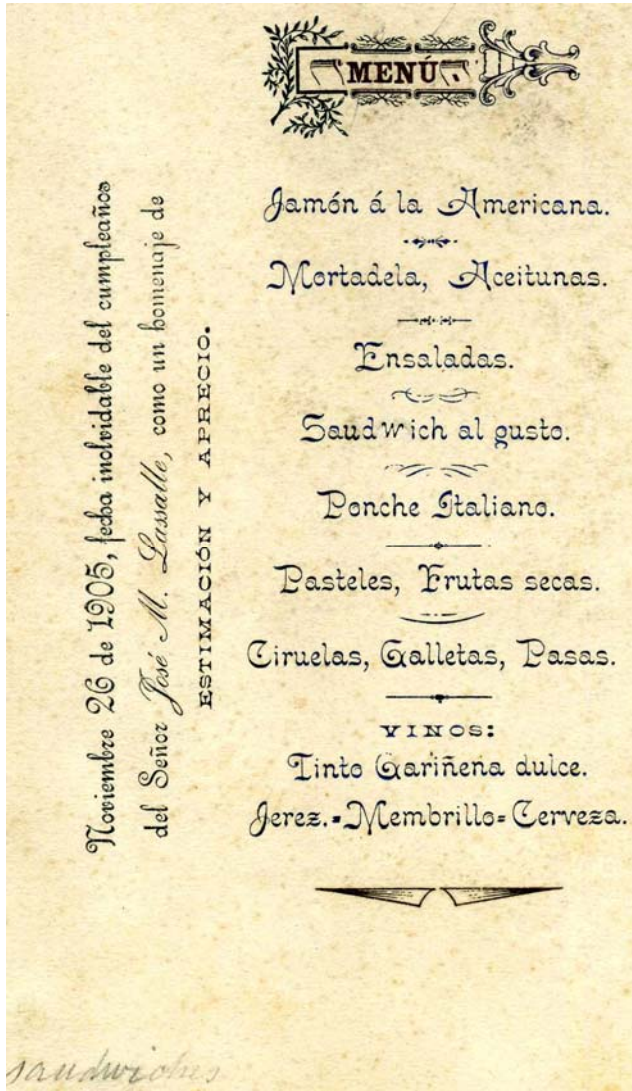 MENÚ.
Jamón á la Americana.
Mortadela, Aceitunas.
Ensaladas.
Saudwich al gusto.
Ponche Italiano.
Pasteles, Frutas secas.
Ciruelas, Galletas, Pasas.
VINOS:
Tinto Gariñena dulce.
Jerez.=Membrillo=Cerveza.
Noviembre 26 de 1905, fecha inolvidable del cumpleaños
del Señor José M. Lassalle, como un homenaje de
ESTIMACIÓN Y APRECIO.
sandwiches